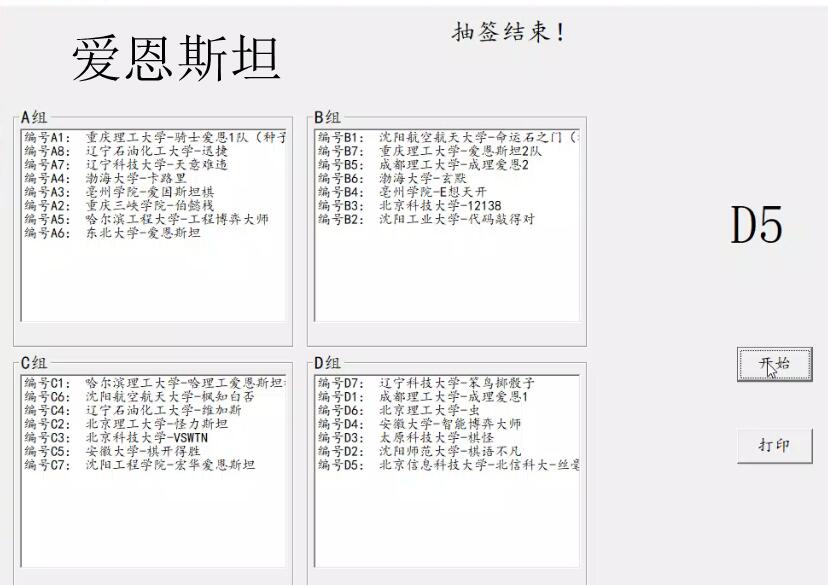 爱恩斯坦
抽签结束！
A组
编号A1: 重庆理工大学-骑士爱恩1队（种子
编号A8: 辽宁石油化工大学-迅捷
编号A7: 辽宁科技大学-天意难违
编号A4: 渤海大学-卡路里
编号A3: 亳州学院-爱国斯坦棋
编号A2: 重庆三峡学院-伯懿栈
编号A5: 哈尔滨工程大学-工程博弈大师
编号A6: 东北大学-爱恩斯坦
B组
编号B1: 沈阳航空航天大学-命运石之门（
编号B7: 重庆理工大学-爱恩斯坦2队
编号B5: 成都理工大学-成理爱恩2
编号B6: 渤海大学-玄默
编号B4: 亳州学院-E想天开
编号B3: 北京科技大学-12138
编号B2: 沈阳工业大学-代码敲得对
D5
开始
打印
C组
编号C1: 哈尔滨理工大学-哈理工爱恩斯坦
编号C6: 沈阳航空航天大学-枫知白否
编号C4: 辽宁石油化工大学-维加斯
编号C2: 北京理工大学-怪力斯坦
编号C3: 北京科技大学-VSWTN
编号C5: 安徽大学-棋开得胜
编号C7: 沈阳工程学院-宏华爱恩斯坦
D组
编号D7: 辽宁科技大学-笨鸟掷骰子
编号D1: 成都理工大学-成理爱恩1
编号D6: 北京理工大学-虫
编号D4: 安徽大学-智能博弈大师
编号D3: 太原科技大学-棋怪
编号D2: 沈阳师范大学-棋语不凡
编号D5: 北京信息科技大学-北信科大-丝毫